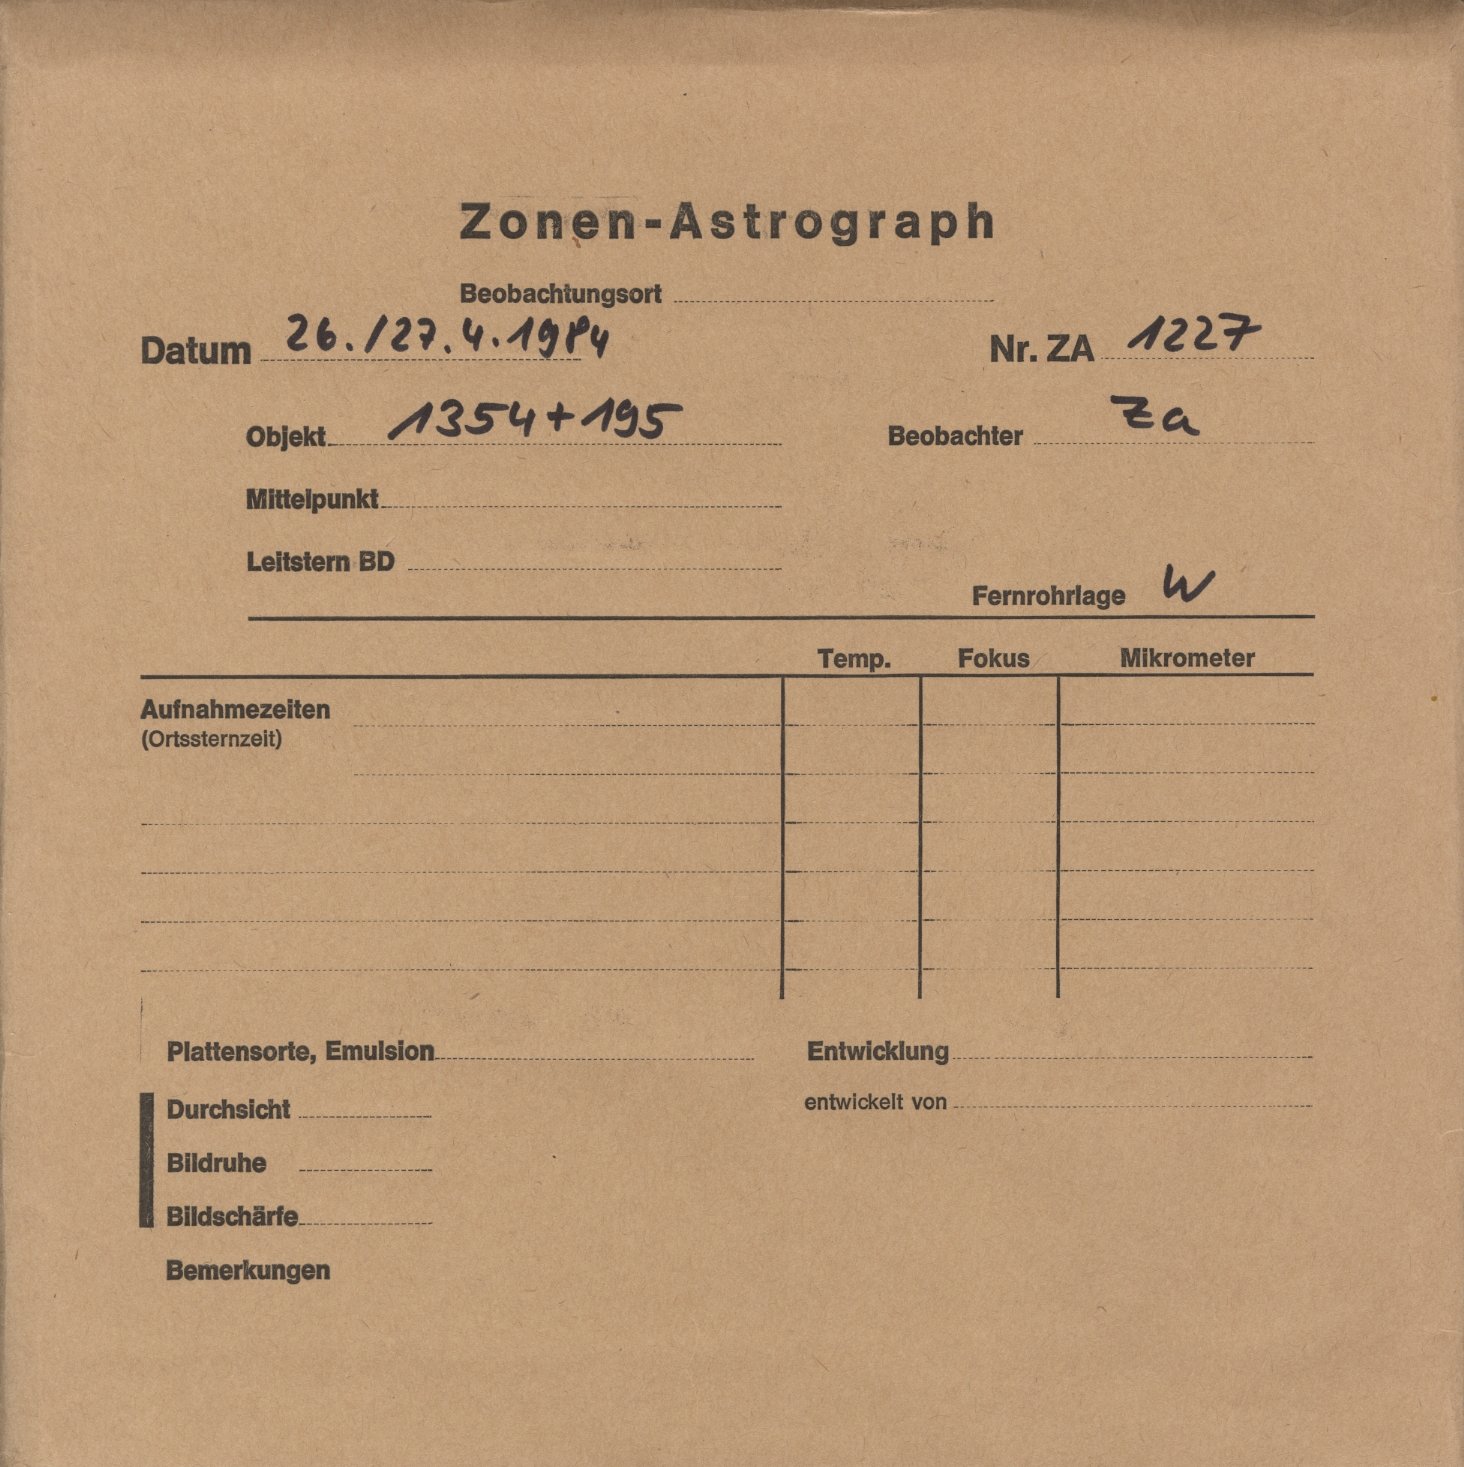 Zonen-Astrograph
Beobachtungsort
Datum 26./27.4.1984
Nr. ZA 1227
Objekt 1354+195
Beobachter Za
Mittelpunkt
Leitstern BD
Fernrohrlage W
Temp. Fokus Mikrometer
Aufnahmezeiten
(Ortssternzeit)
Plattensorte, Emulsion
Entwicklung
Durchsicht
entwickelt von
Bildruhe
Bildschärfe
Bemerkungen